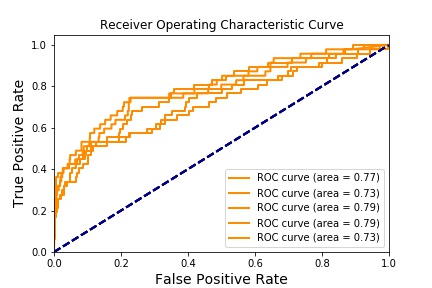 Receiver Operating Characteristic Curve
True Positive Rate
1.0
0.8
0.6
0.4
0.2
0.0
ROC curve (area = 0.77)
ROC curve (area = 0.73)
ROC curve (area = 0.79)
ROC curve (area = 0.79)
ROC curve (area = 0.73)
0.0 0.2 0.4 0.6 0.8 1.0
False Positive Rate